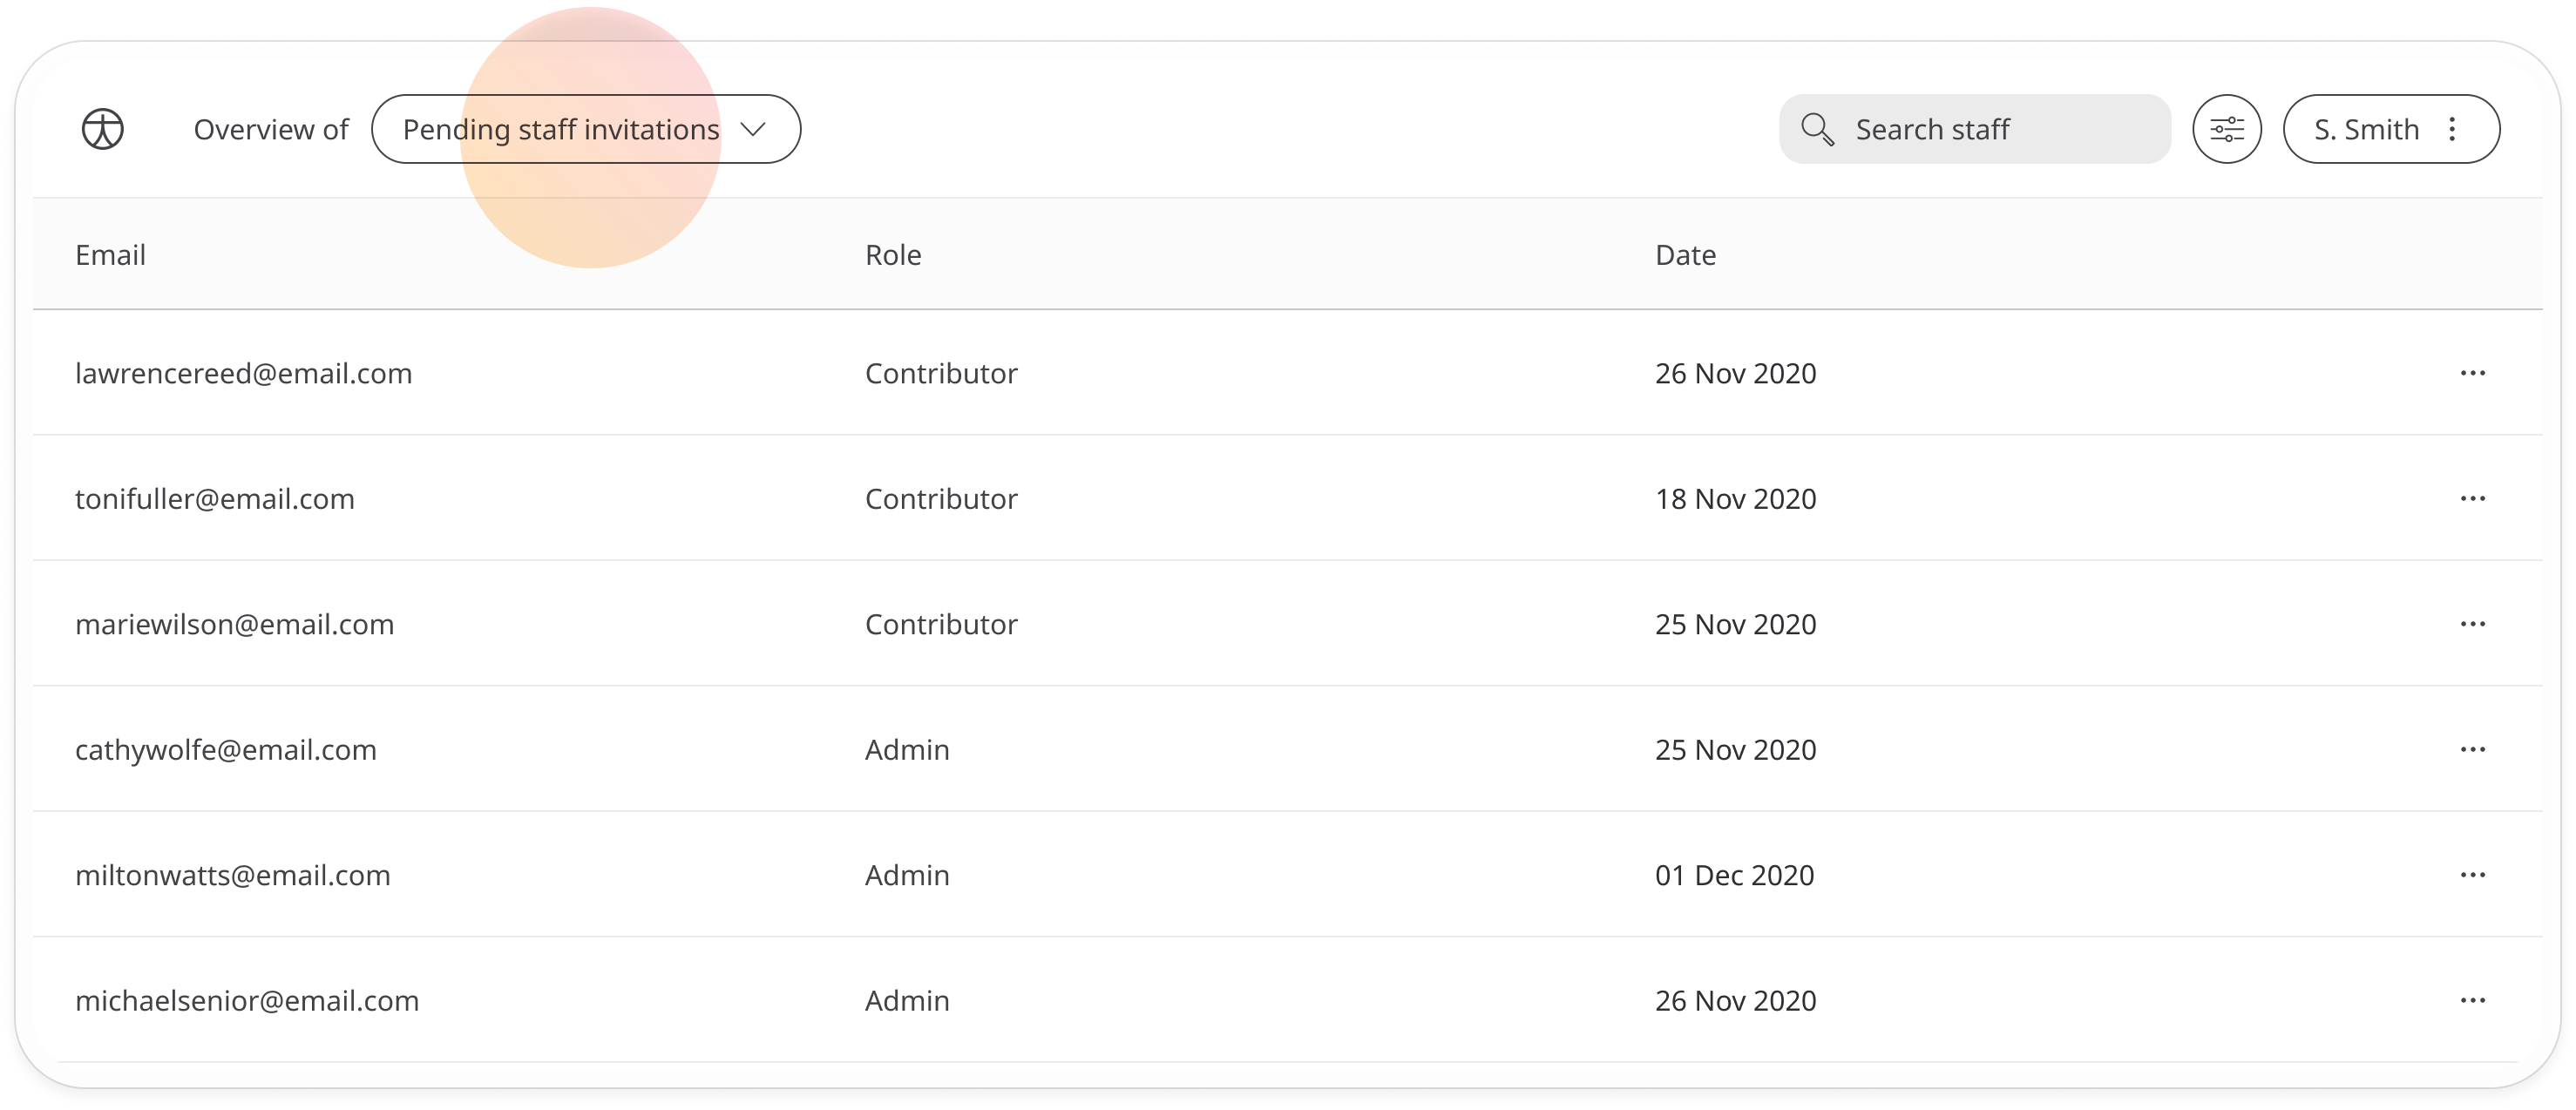 Overview of Pending staff invitations Search staff S. Smith
Email Role Date
lawrencereed@email.com Contributor 26 Nov 2020
tonifuller@email.com Contributor 18 Nov 2020
mariewilson@email.com Contributor 25 Nov 2020
cathywolfe@email.com Admin 25 Nov 2020
miltonwatts@email.com Admin 01 Dec 2020
michaelsenior@email.com Admin 26 Nov 2020